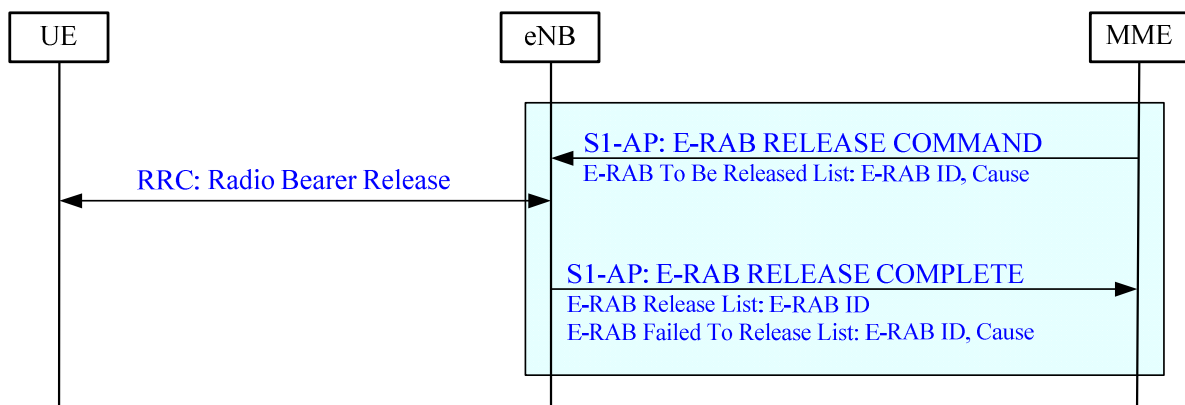 UE
eNB
MME
S1-AP: E-RAB RELEASE COMMAND
E-RAB To Be Released List: E-RAB ID, Cause
RRC: Radio Bearer Release
S1-AP: E-RAB RELEASE COMPLETE
E-RAB Release List: E-RAB ID
E-RAB Failed To Release List: E-RAB ID, Cause